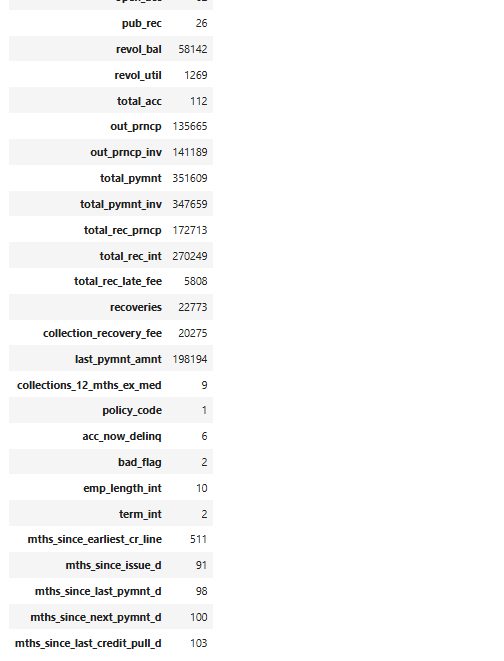 pub_rec 26
revol_bal 58142
revol_util 1269
total_acc 112
out_prncp 135665
out_prncp_inv 141189
total_pymnt 351609
total_pymnt_inv 347659
total_rec_prncp 172713
total_rec_int 270249
total_rec_late_fee 5808
recoveries 22773
collection_recovery_fee 20275
last_pymnt_amnt 198194
collections_12_mths_ex_med 9
policy_code 1
acc_now_delinq 6
bad_flag 2
emp_length_int 10
term_int 2
mths_since_earliest_cr_line 511
mths_since_issue_d 91
mths_since_last_pymnt_d 98
mths_since_next_pymnt_d 100
mths_since_last_credit_pull_d 103